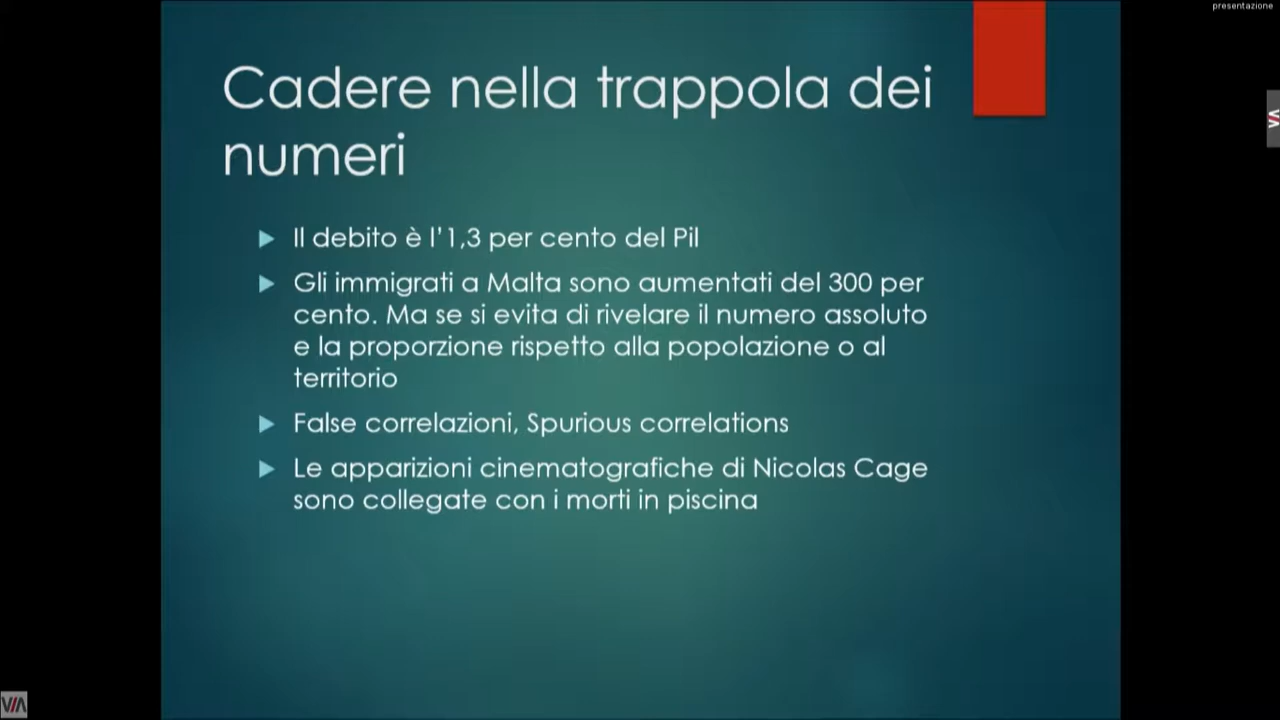 presentazione
Cadere nella trappola dei
numeri
Il debito è l'1,3 per cento del Pil
Gli immigrati a Malta sono aumentati del 300 per
cento. Ma se si evita di rivelare il numero assoluto
e la proporzione rispetto alla popolazione o al
territorio
False correlazioni, Spurious correlations
Le apparizioni cinematografiche di Nicolas Cage
sono collegate con i morti in piscina
VIA